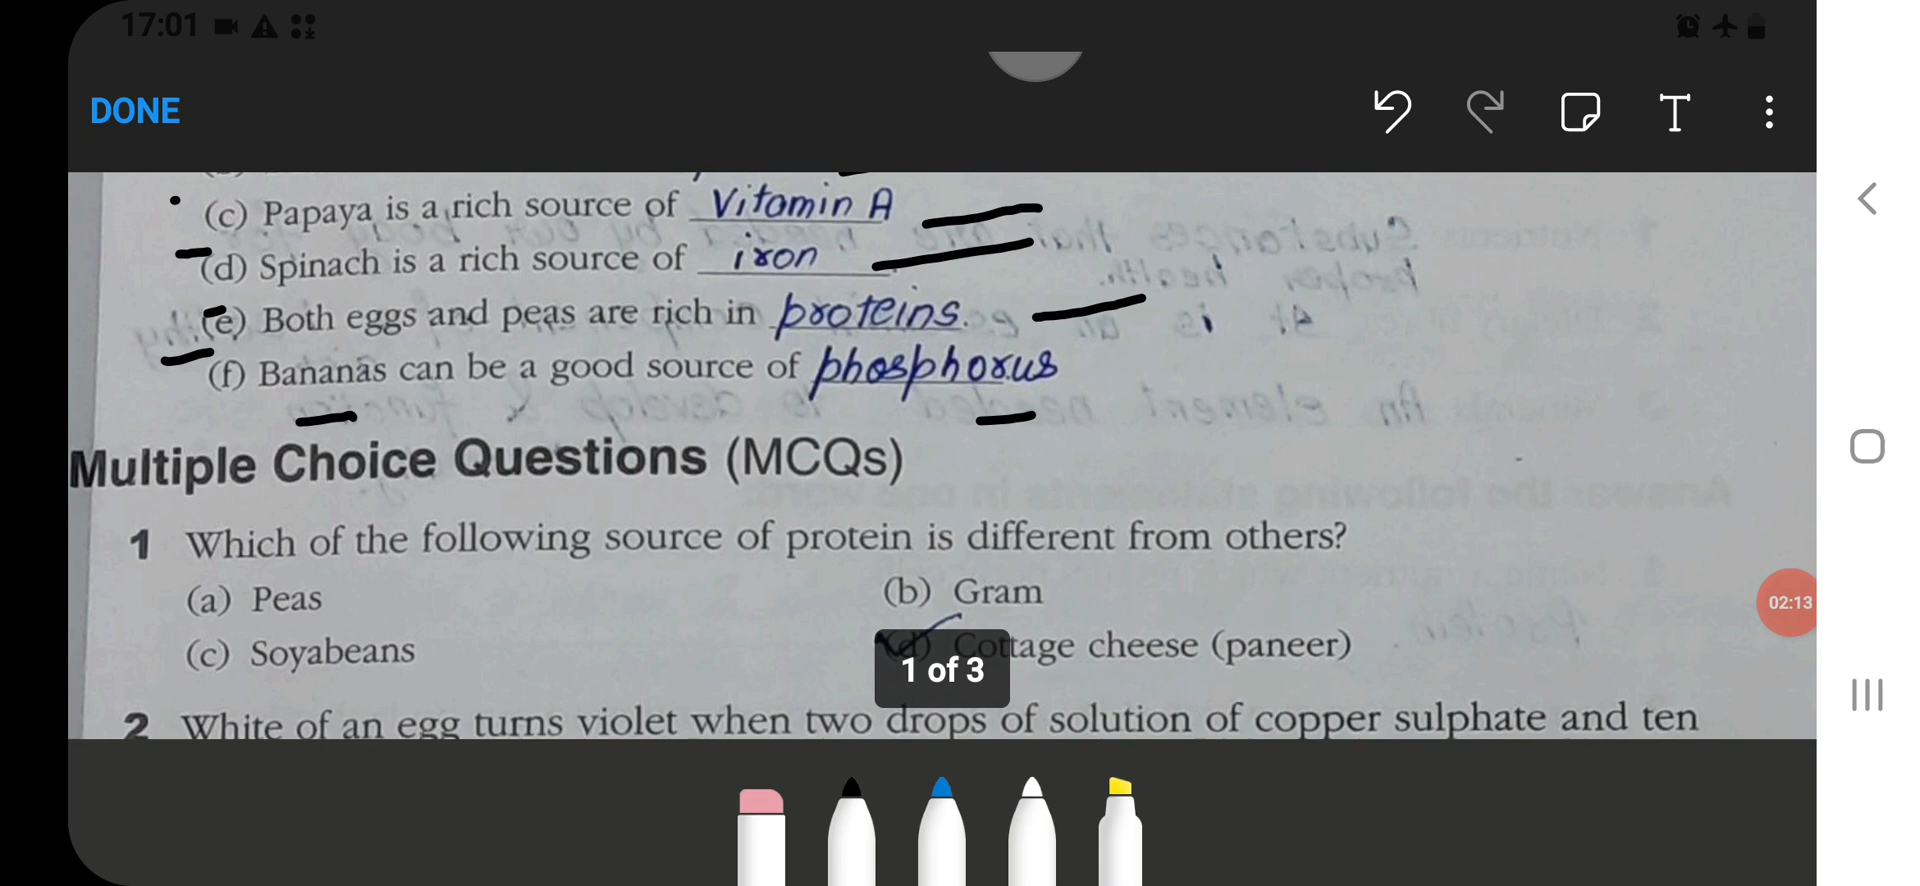 17:01
DONE
T
(c) Papaya is a rich source of Vitamin A
(d) Spinach is a rich source of iron.
(e) Both eggs and peas are rich in proteins.
(f) Bananas can be a good source of phosphorus
Multiple Choice Questions (MCQs)
1 Which of the following source of protein is different from others?
(a) Peas (b) Gram
(c) Soyabeans (d) Cottage cheese (paneer)
1 of 3
02:13
2 White of an egg turns violet when two drops of solution of copper sulphate and ten